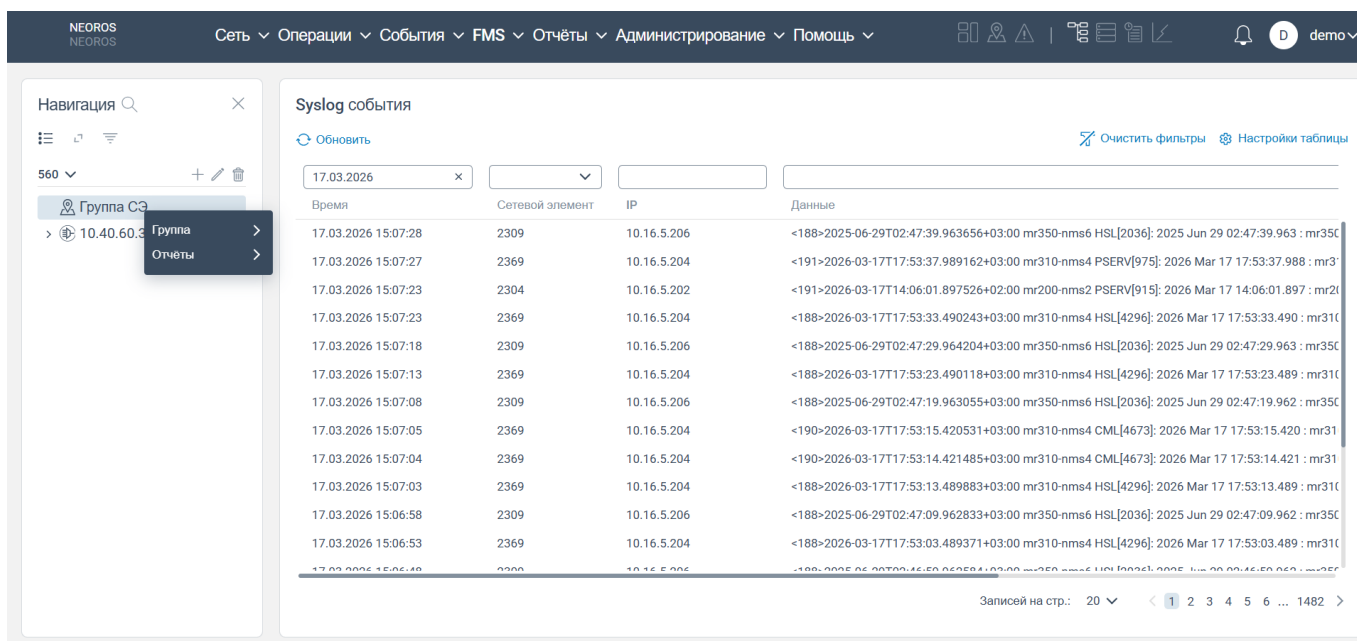 NEOROS
NEOROS
Сеть Операции События FMS Отчёты Администрирование Помощь
D demo
Навигация
560
Группа СЭ
10.40.60.3
Группа
Отчёты
Syslog события
Обновить
Очистить фильтры Настройки таблицы
17.03.2026
Время Сетевой элемент IP Данные
17.03.2026 15:07:28 2309 10.16.5.206 <188>2025-06-29T02:47:39.963656+03:00 mr350-nms6 HSL[2036]: 2025 Jun 29 02:47:39.963 : mr350
17.03.2026 15:07:27 2369 10.16.5.204 <191>2026-03-17T17:53:37.989162+03:00 mr310-nms4 PSERV[975]: 2026 Mar 17 17:53:37.988 : mr31
17.03.2026 15:07:23 2304 10.16.5.202 <191>2026-03-17T14:06:01.897526+02:00 mr200-nms2 PSERV[915]: 2026 Mar 17 14:06:01.897 : mr20
17.03.2026 15:07:23 2369 10.16.5.204 <188>2026-03-17T17:53:33.490243+03:00 mr310-nms4 HSL[4296]: 2026 Mar 17 17:53:33.490 : mr310
17.03.2026 15:07:18 2309 10.16.5.206 <188>2025-06-29T02:47:29.964204+03:00 mr350-nms6 HSL[2036]: 2025 Jun 29 02:47:29.963 : mr350
17.03.2026 15:07:13 2369 10.16.5.204 <188>2026-03-17T17:53:23.490118+03:00 mr310-nms4 HSL[4296]: 2026 Mar 17 17:53:23.489 : mr310
17.03.2026 15:07:08 2309 10.16.5.206 <188>2025-06-29T02:47:19.963055+03:00 mr350-nms6 HSL[2036]: 2025 Jun 29 02:47:19.962 : mr350
17.03.2026 15:07:05 2369 10.16.5.204 <190>2026-03-17T17:53:15.420531+03:00 mr310-nms4 CML[4673]: 2026 Mar 17 17:53:15.420 : mr31
17.03.2026 15:07:04 2369 10.16.5.204 <190>2026-03-17T17:53:14.421485+03:00 mr310-nms4 CML[4673]: 2026 Mar 17 17:53:14.421 : mr31
17.03.2026 15:07:03 2369 10.16.5.204 <188>2026-03-17T17:53:13.489883+03:00 mr310-nms4 HSL[4296]: 2026 Mar 17 17:53:13.489 : mr310
17.03.2026 15:06:58 2309 10.16.5.206 <188>2025-06-29T02:47:09.962833+03:00 mr350-nms6 HSL[2036]: 2025 Jun 29 02:47:09.962 : mr350
17.03.2026 15:06:53 2369 10.16.5.204 <188>2026-03-17T17:53:03.489371+03:00 mr310-nms4 HSL[4296]: 2026 Mar 17 17:53:03.489 : mr310
Записей на стр.: 20 1 2 3 4 5 6 ... 1482